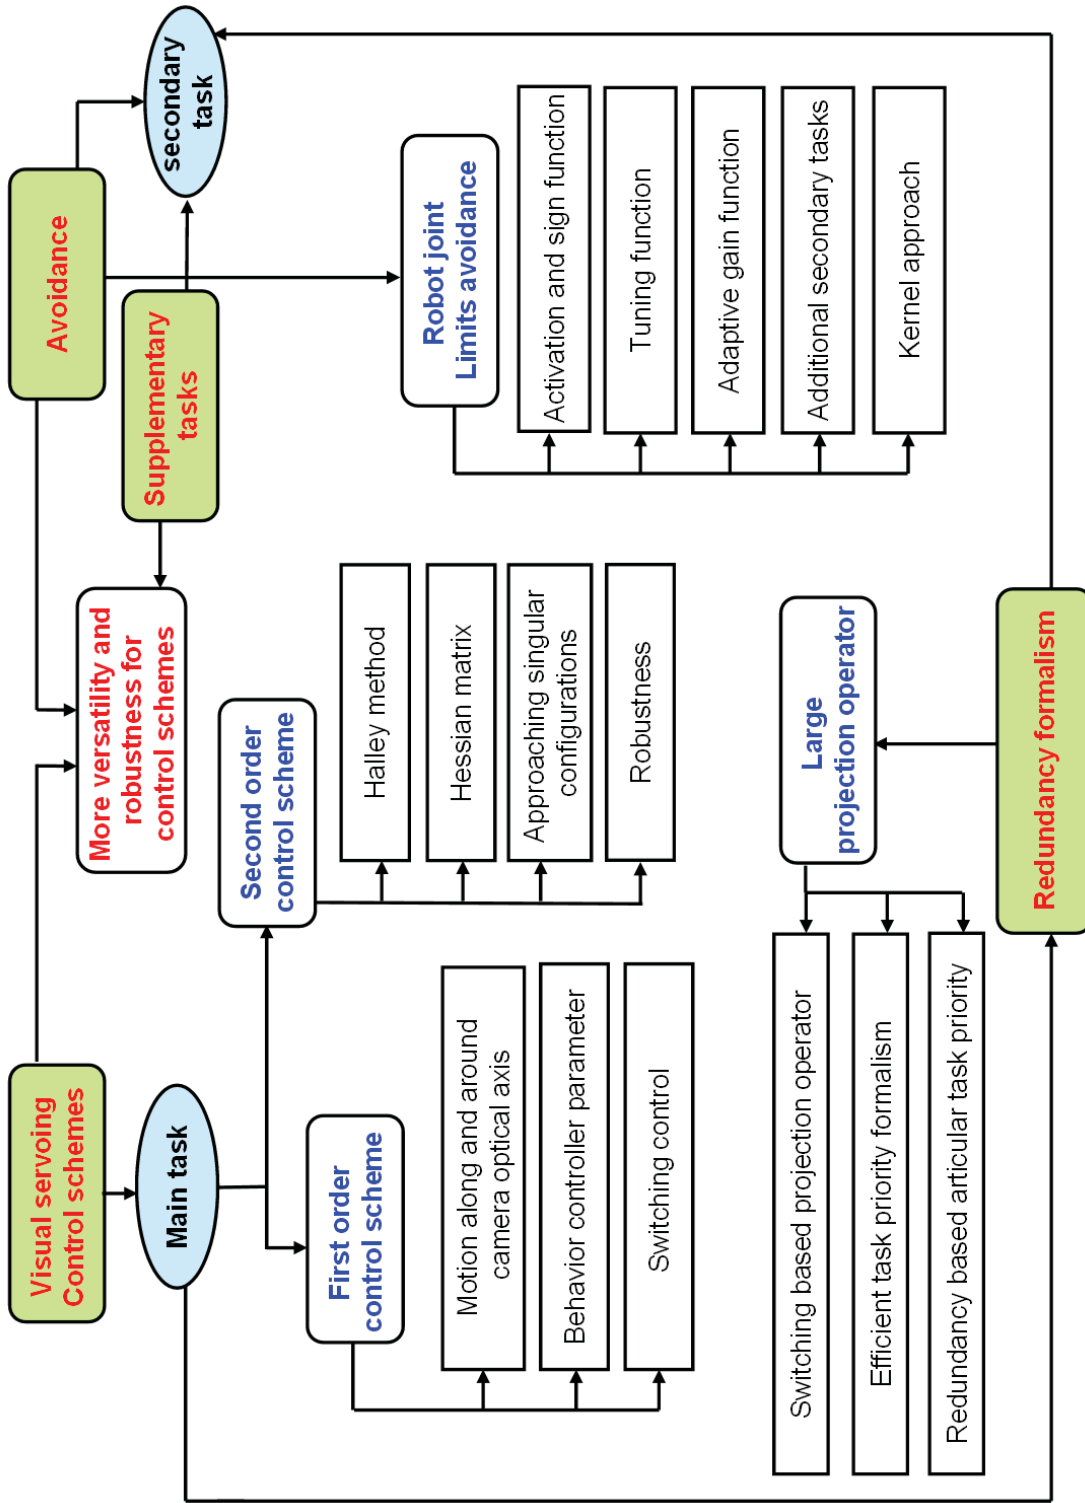 Visual servoing
Control schemes
More versatility and
robustness for
control schemes
Avoidance
Supplementary
tasks
Main task
secondary
task
First order
control scheme
Second order
control scheme
Robot joint
Limits avoidance
Motion along and around
camera optical axis
Behavior controller parameter
Switching control
Halley method
Hessian matrix
Approaching singular
configurations
Robustness
Activation and sign function
Tuning function
Adaptive gain function
Additional secondary tasks
Kernel approach
Large
projection operator
Switching based projection operator
Efficient task priority formalism
Redundancy based articular task priority
Redundancy formalism